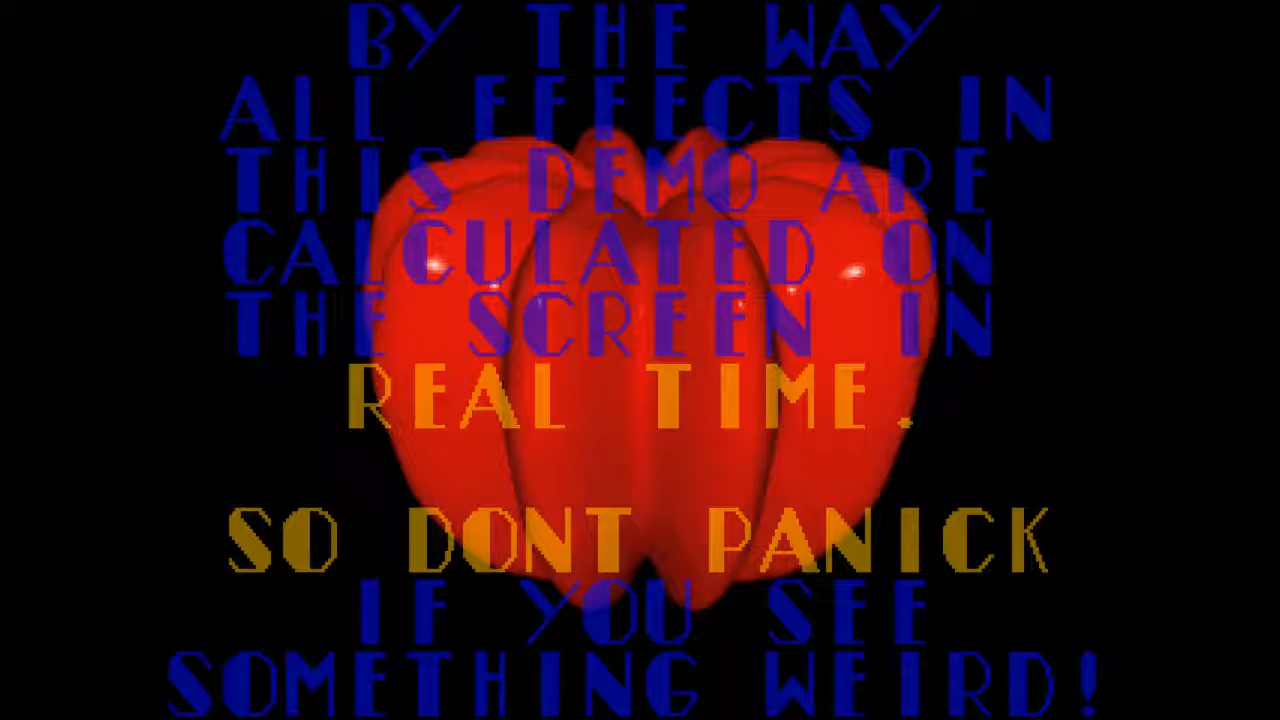 BY THE WAY
ALL EFFECTS IN
THIS DEMO ARE
CALCULATED ON
THE SCREEN IN
REAL TIME.
SO DONT PANICK
IF YOU SEE
SOMETHING WEIRD!